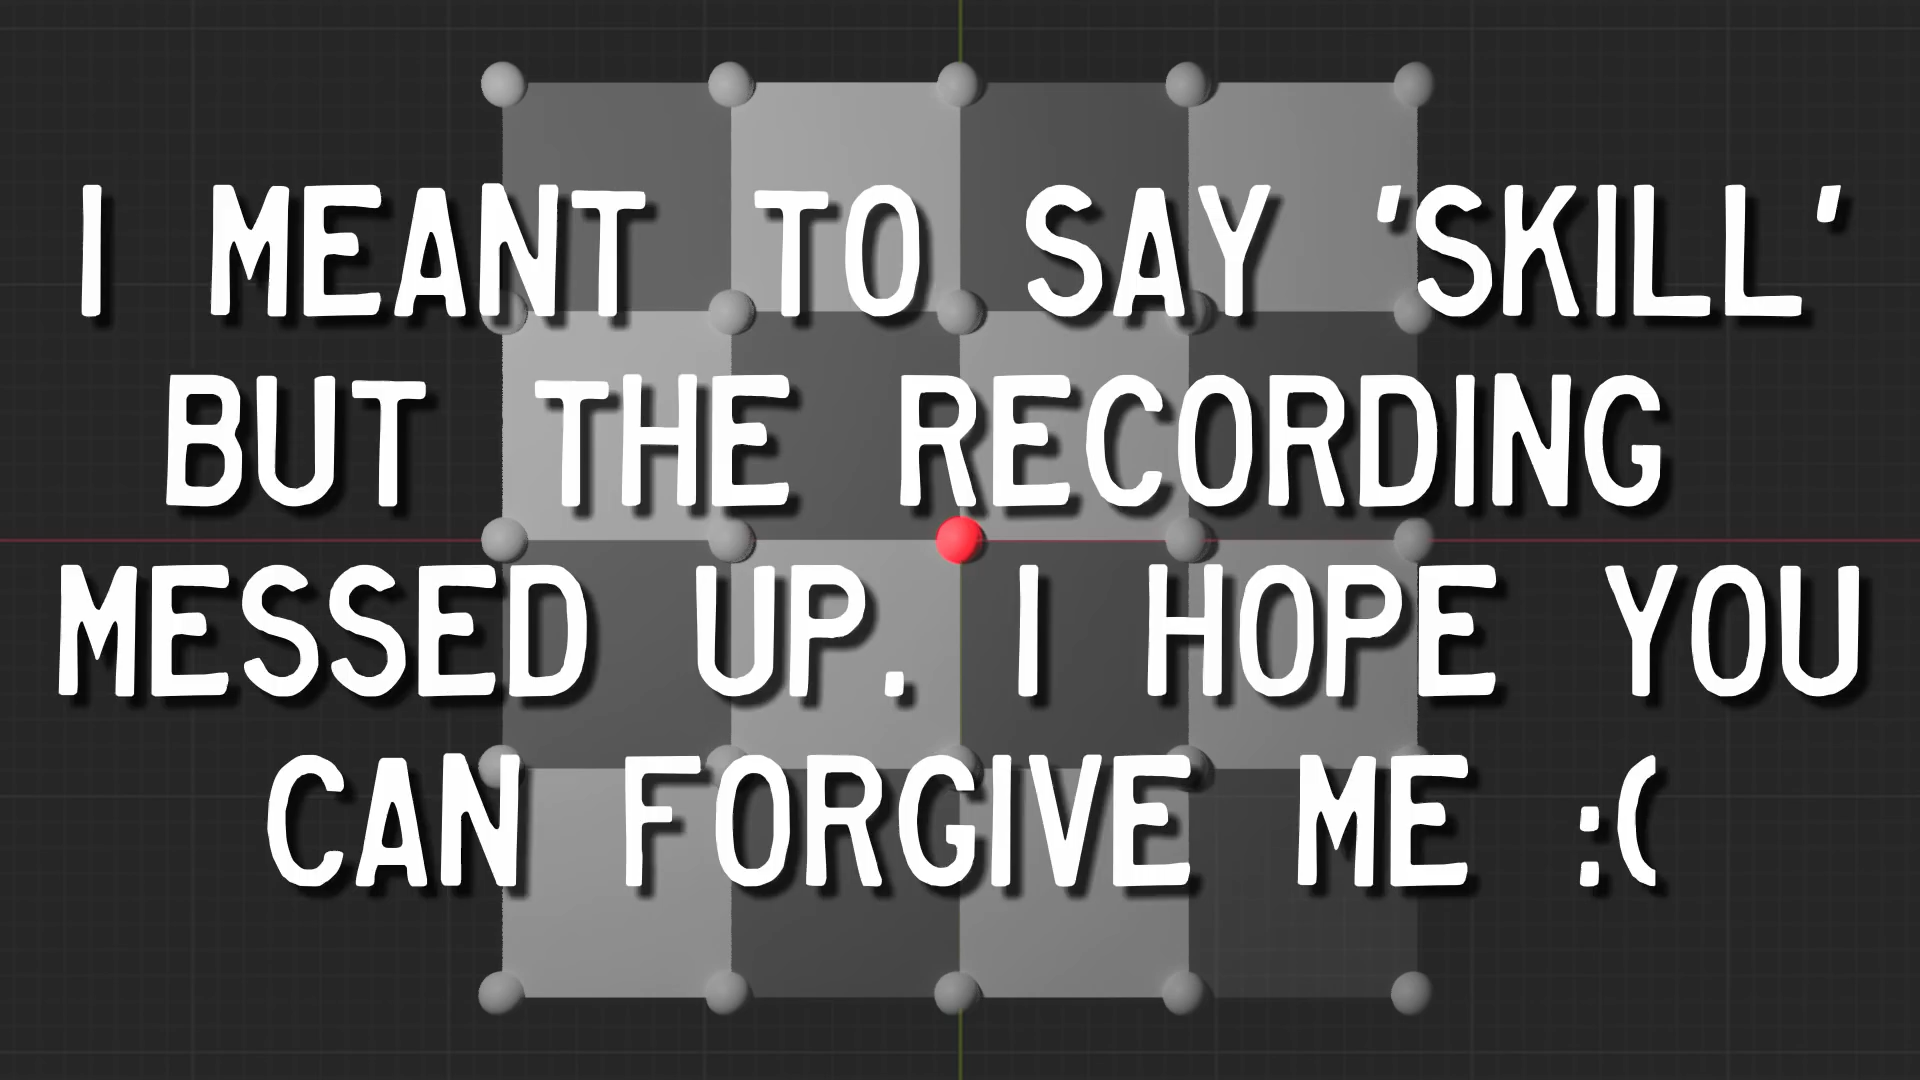 I MEANT TO SAY 'SKILL'
BUT THE RECORDING
MESSED UP. I HOPE YOU
CAN FORGIVE ME :(